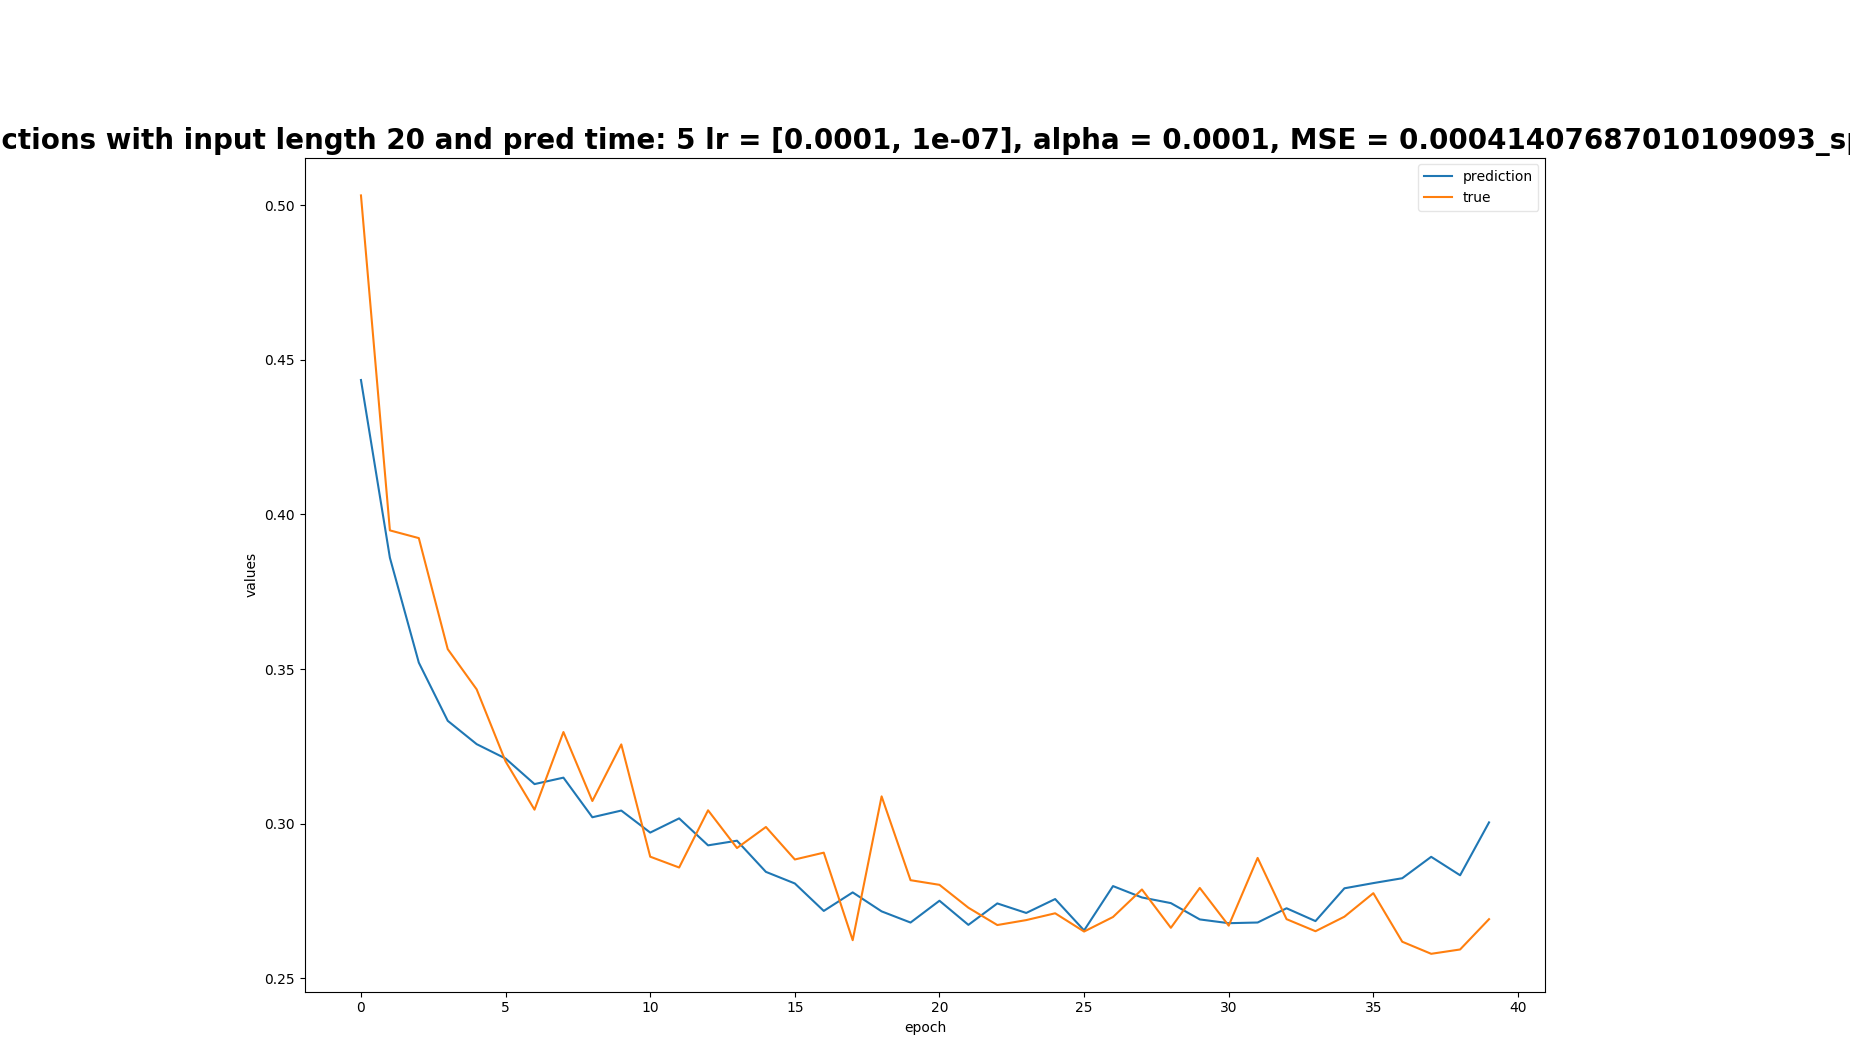 ctions with input length 20 and pred time: 5 lr = [0.0001, 1e-07], alpha = 0.0001, MSE = 0.00041407687010109093_sp
prediction
true
0.50
0.45
0.40
0.35
0.30
0.25
values
0 5 10 15 20 25 30 35 40
epoch